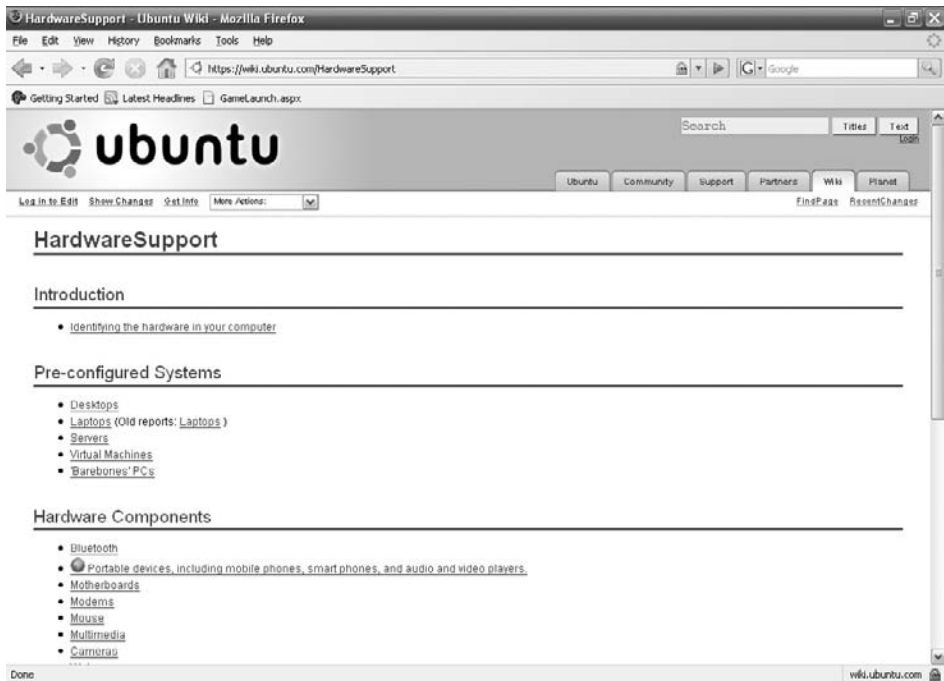 HardwareSupport - Ubuntu Wiki - Mozilla Firefox
File Edit View History Bookmarks Tools Help
https://wiki.ubuntu.com/HardwareSupport
G Google
Getting Started Latest Headlines GameLaunch.aspx
ubuntu
Search Titles Text
Login
Ubuntu Community Support Partners Wiki Planet
Log in to Edit Show Changes Get Info More Actions: FindPage RecentChanges
HardwareSupport
Introduction
• Identifying the hardware in your computer
Pre-configured Systems
• Desktops
• Laptops (Old reports: Laptops )
• Servers
• Virtual Machines
• 'Barebones' PCs
Hardware Components
• Bluetooth
• Portable devices, including mobile phones, smart phones, and audio and video players.
• Motherboards
• Modems
• Mouse
• Multimedia
• Cameras
Done wiki.ubuntu.com